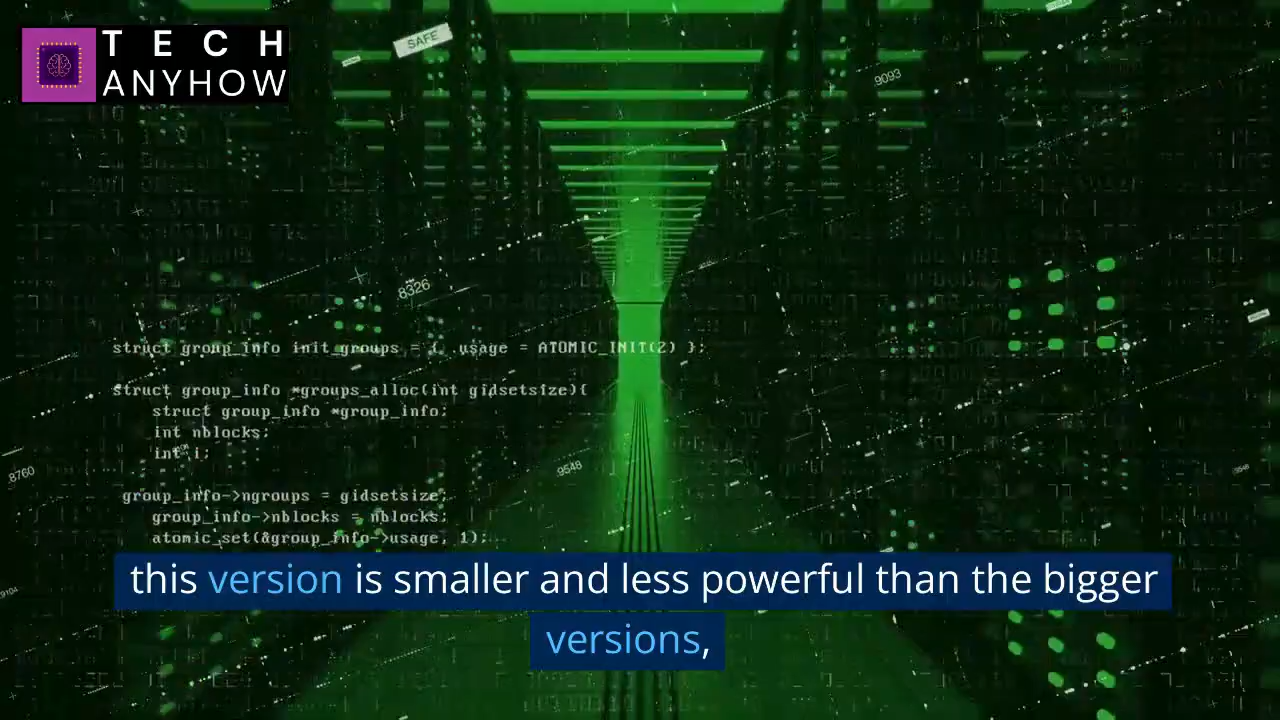 TECH
ANYHOW
SAFE
9093
8326
struct group_info init_groups = { .usage = ATOMIC_INIT(2) };
struct group_info *groups_alloc(int gidsetsize){
struct group_info *group_info;
int nblocks;
int i;
8760
9548
group_info->ngroups = gidsetsize;
group_info->nblocks = nblocks;
atomic_set(&group_info->usage, 1);
this version is smaller and less powerful than the bigger
versions,
9104